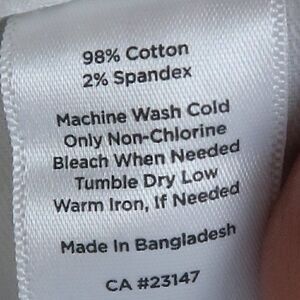 98% Cotton
2% Spandex
Machine Wash Cold
Only Non-Chlorine
Bleach When Needed
Tumble Dry Low
Warm Iron, If Needed
Made In Bangladesh
CA #23147